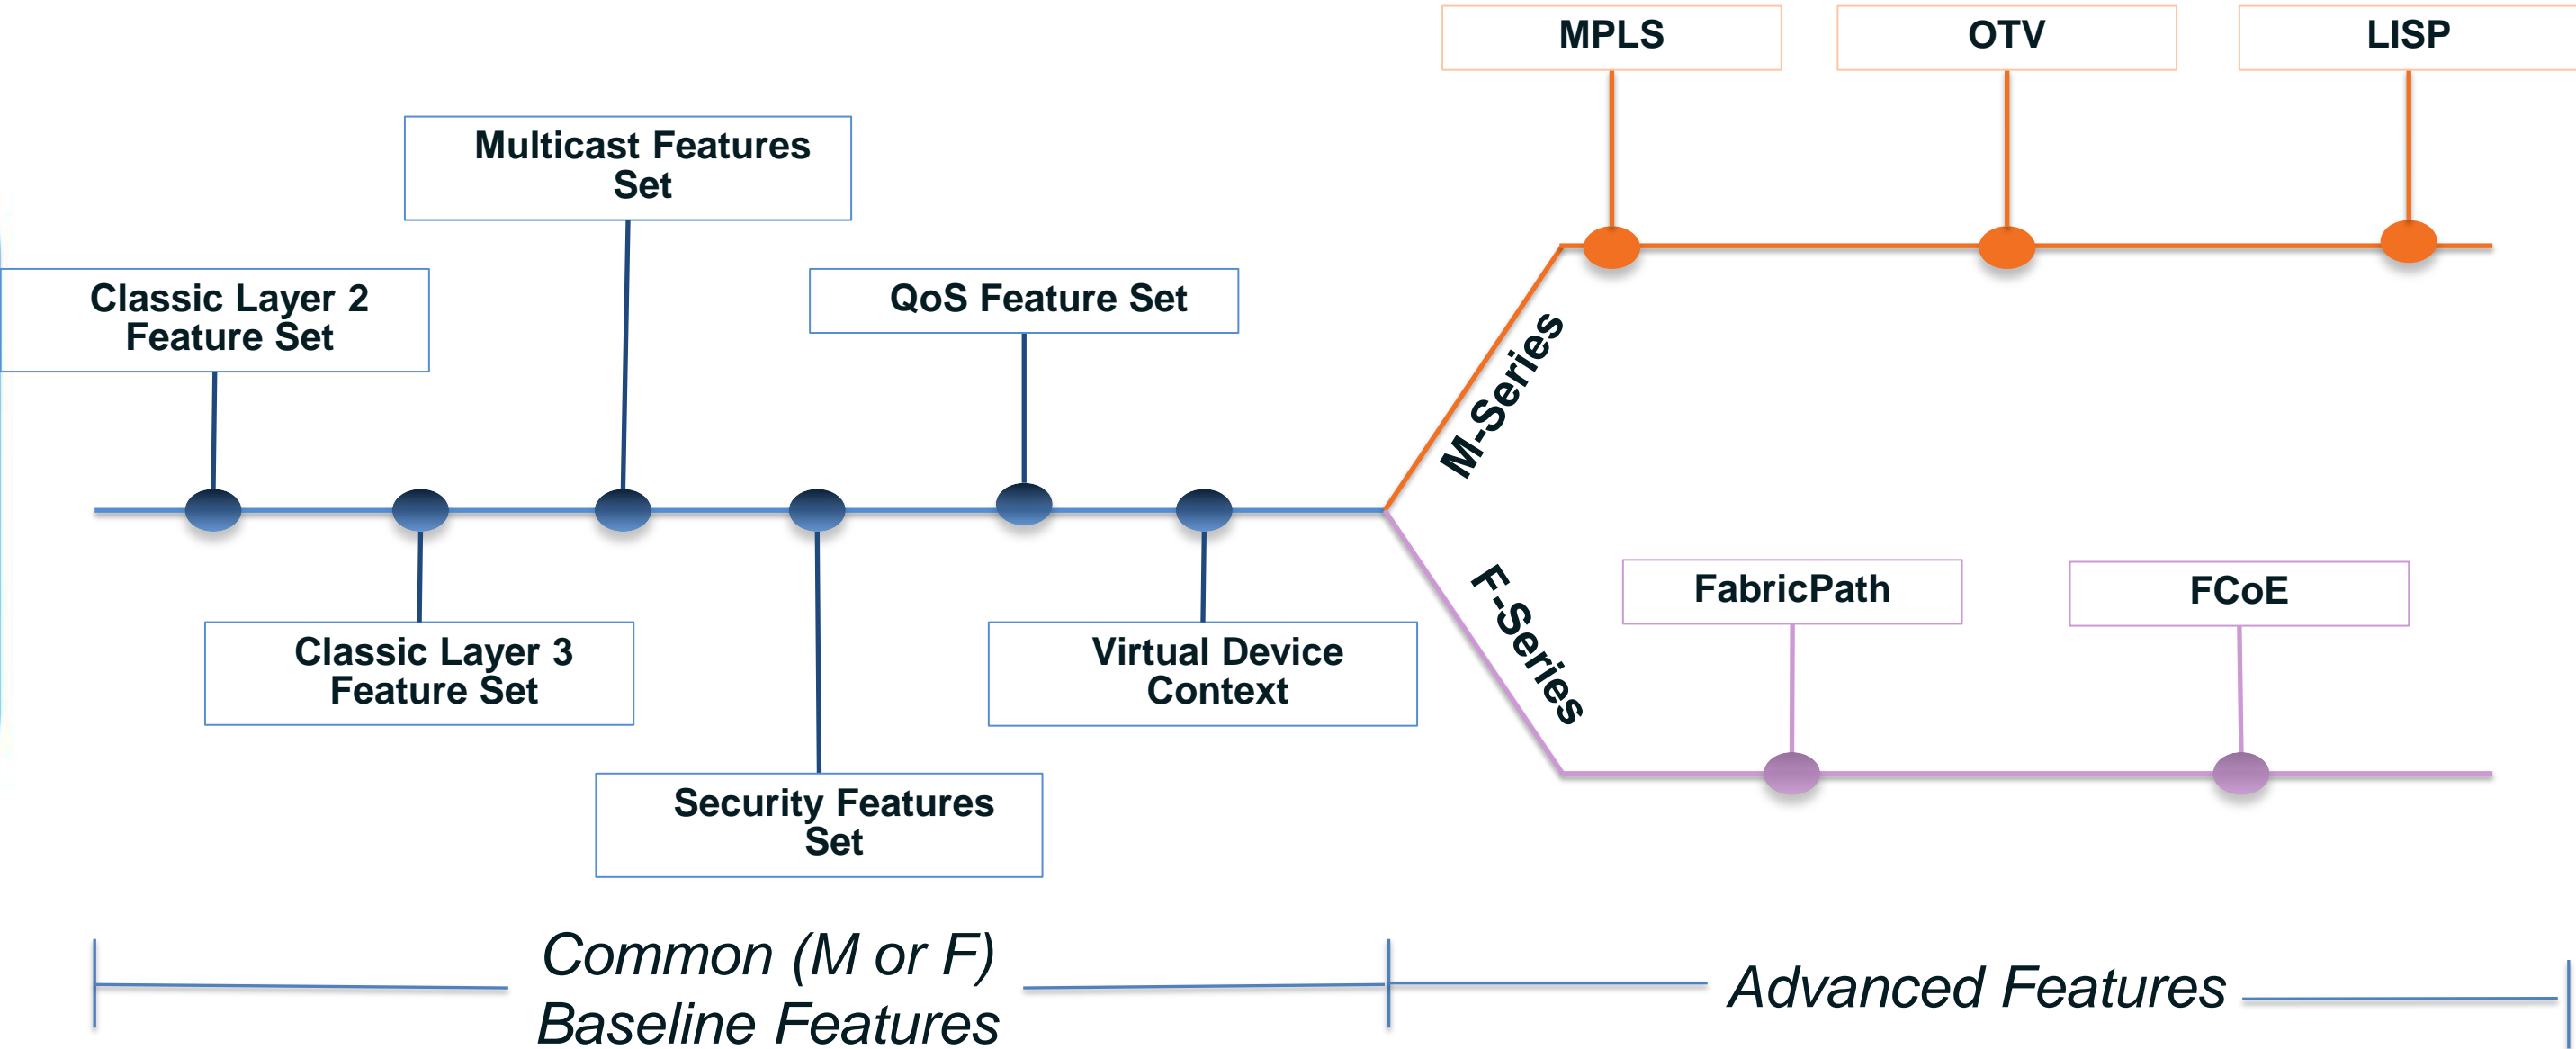 MPLS
OTV
LISP
Multicast Features
Set
Classic Layer 2
Feature Set
QoS Feature Set
M-Series
F-Series
FabricPath
FCoE
Classic Layer 3
Feature Set
Virtual Device
Context
Security Features
Set
Common (M or F)
Baseline Features
Advanced Features